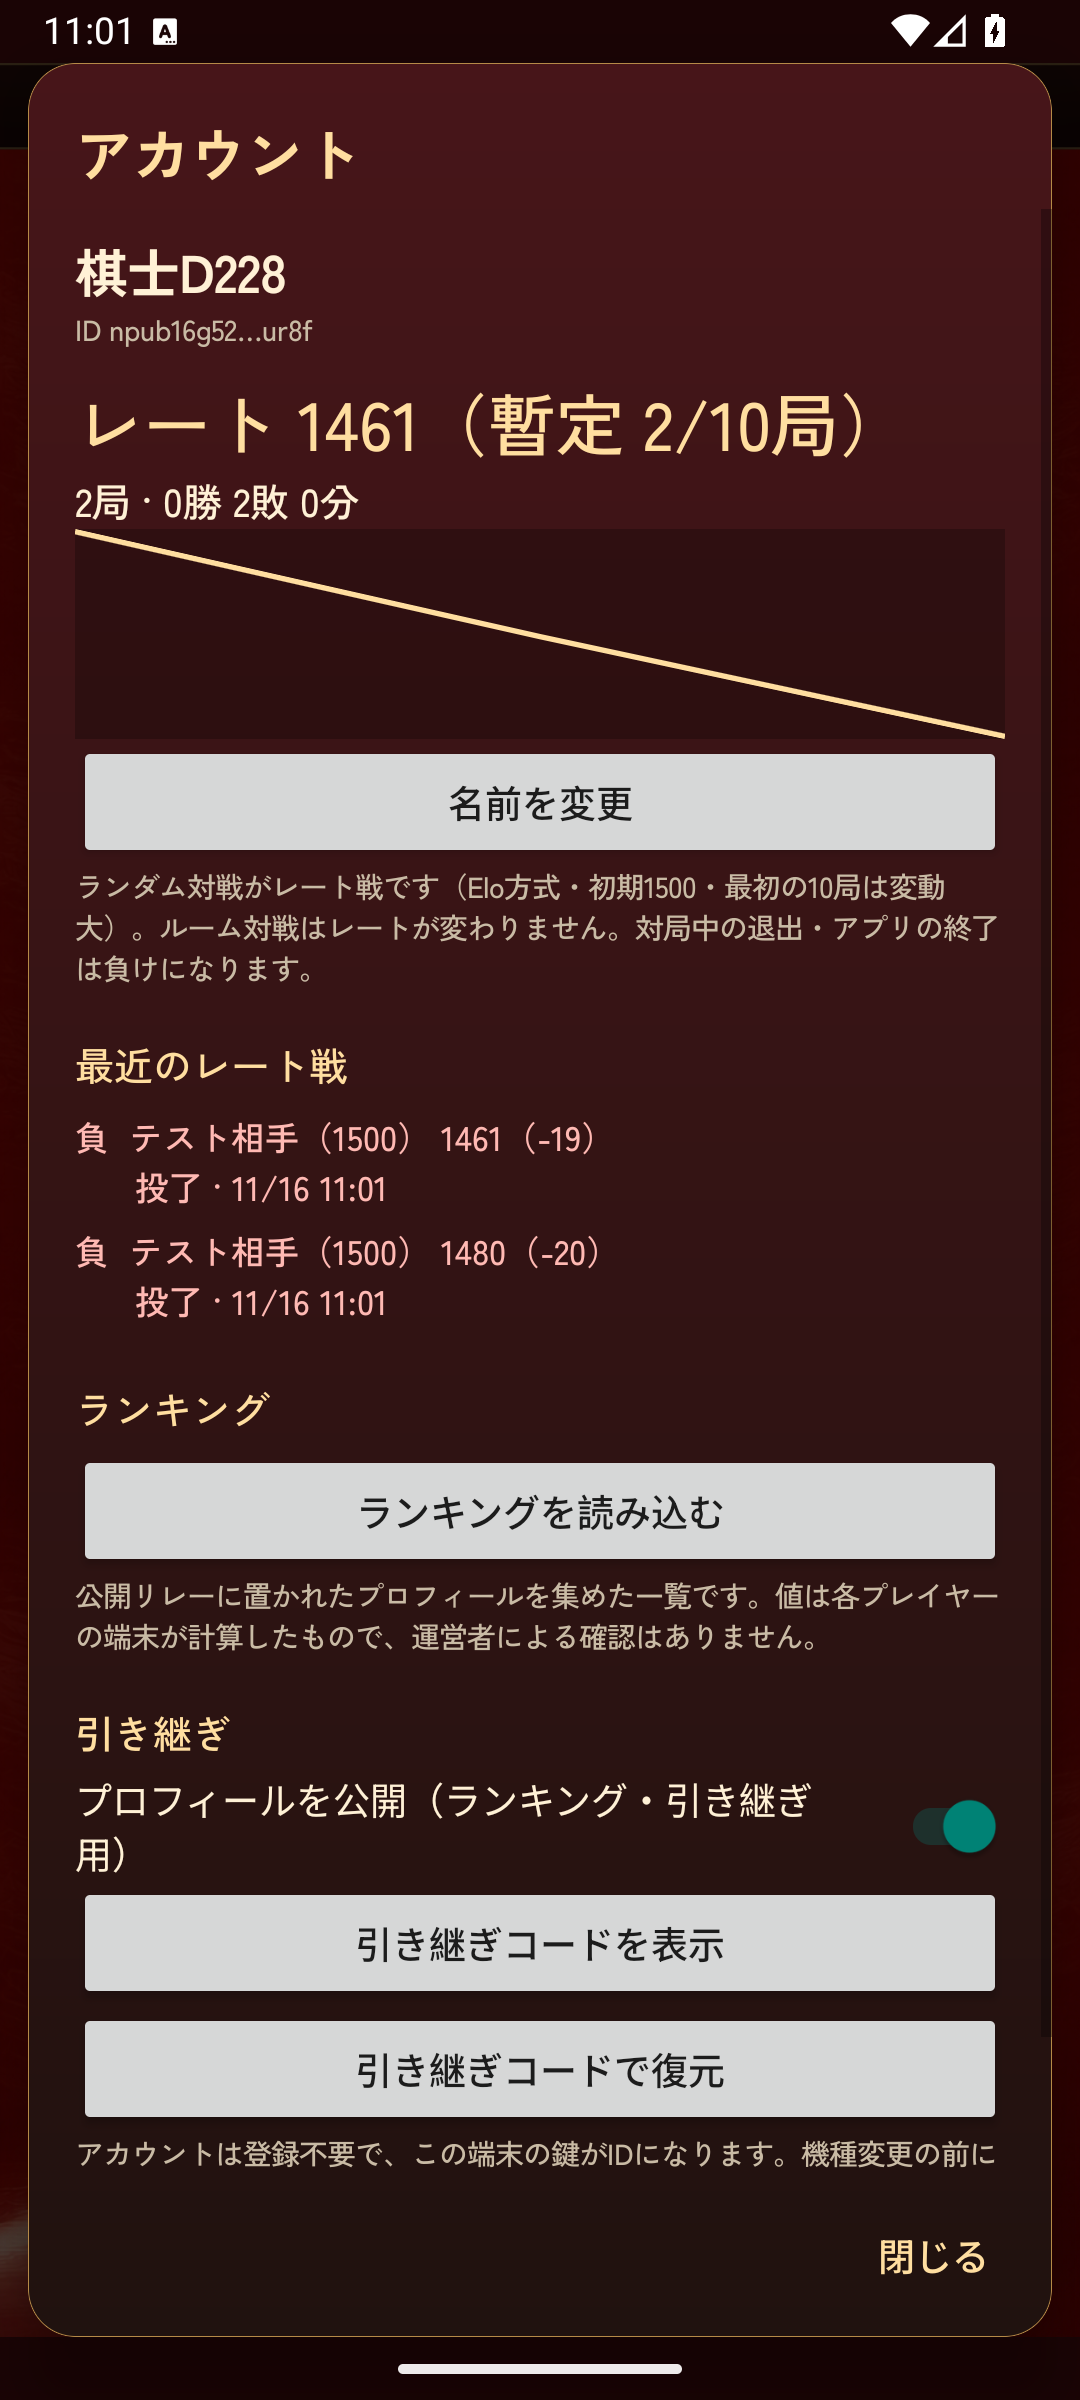 11:01
アカウント
棋士D228
ID npub16g52…ur8f
レート 1461（暫定 2/10局）
2局 · 0勝 2敗 0分
名前を変更
ランダム対戦がレート戦です（Elo方式・初期1500・最初の10局は変動
大）。ルーム対戦はレートが変わりません。対局中の退出・アプリの終了
は負けになります。
最近のレート戦
負 テスト相手（1500） 1461（-19）
投了 · 11/16 11:01
負 テスト相手（1500） 1480（-20）
投了 · 11/16 11:01
ランキング
ランキングを読み込む
公開リレーに置かれたプロフィールを集めた一覧です。値は各プレイヤー
の端末が計算したもので、運営者による確認はありません。
引き継ぎ
プロフィールを公開（ランキング・引き継ぎ
用）
引き継ぎコードを表示
引き継ぎコードで復元
アカウントは登録不要で、この端末の鍵がIDになります。機種変更の前に
閉じる